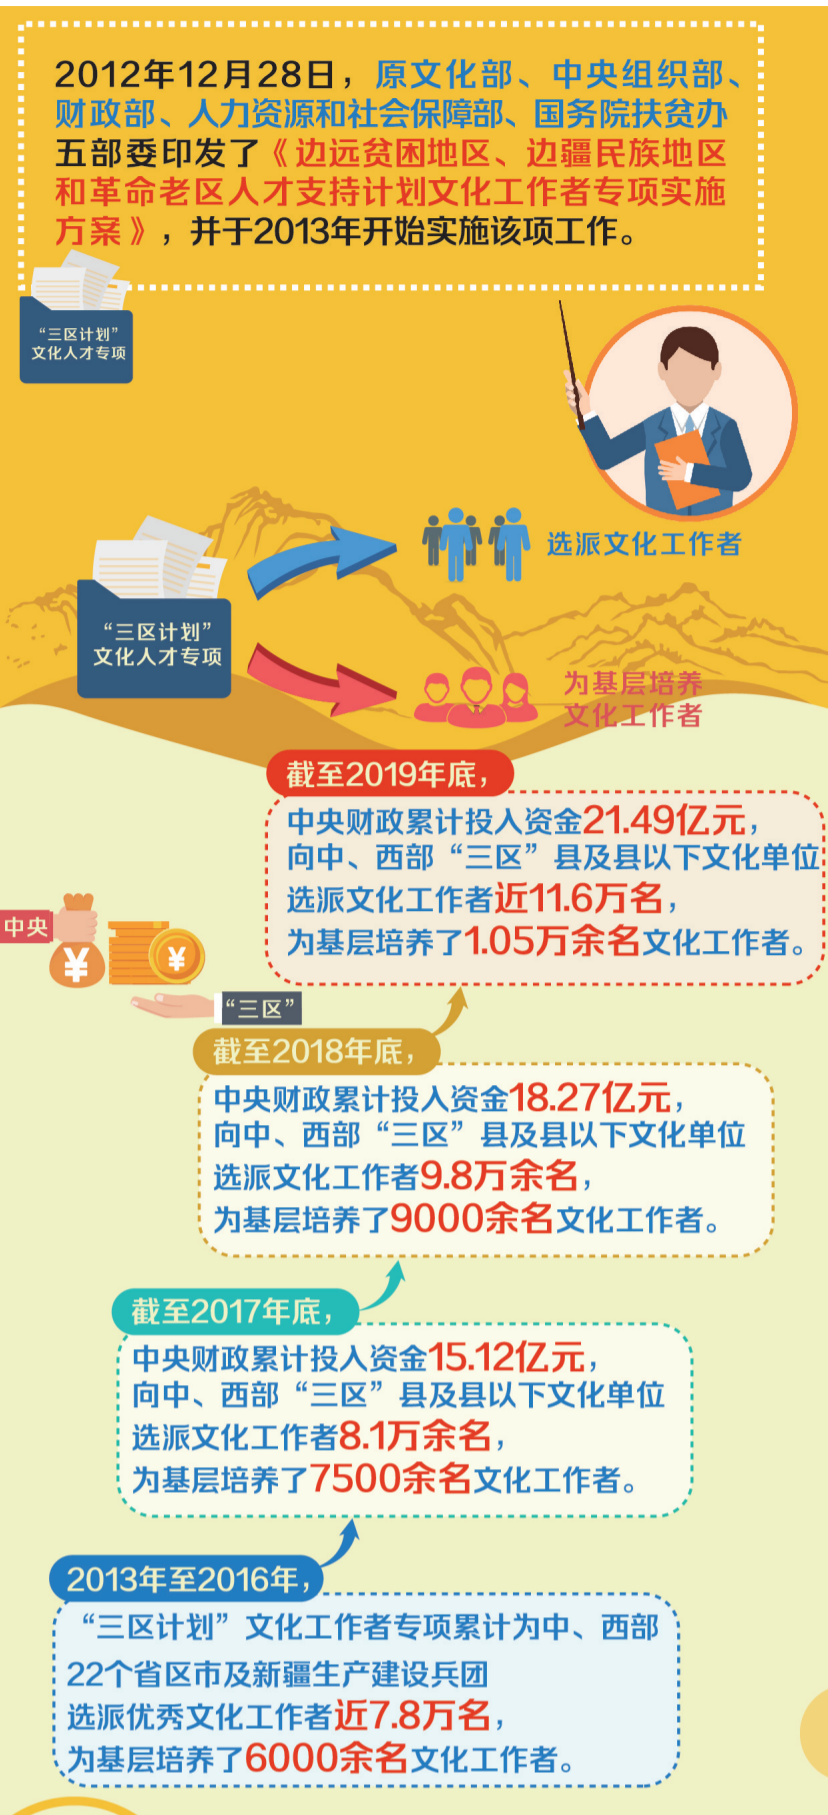 2012年12月28日，原文化部、中央组织部、
财政部、人力资源和社会保障部、国务院扶贫办
五部委印发了《边远贫困地区、边疆民族地区
和革命老区人才支持计划文化工作者专项实施
方案》，并于2013年开始实施该项工作。
“三区计划”
文化人才专项
选派文化工作者
“三区计划”
文化人才专项
为基层培养
文化工作者
截至2019年底，
中央财政累计投入资金21.49亿元，
向中、西部“三区”县及县以下文化单位
选派文化工作者近11.6万名，
为基层培养了1.05万余名文化工作者。
中央
¥
¥
“三区”
截至2018年底，
中央财政累计投入资金18.27亿元，
向中、西部“三区”县及县以下文化单位
选派文化工作者9.8万余名，
为基层培养了9000余名文化工作者。
截至2017年底，
中央财政累计投入资金15.12亿元，
向中、西部“三区”县及县以下文化单位
选派文化工作者8.1万余名，
为基层培养了7500余名文化工作者。
2013年至2016年，
“三区计划”文化工作者专项累计为中、西部
22个省区市及新疆生产建设兵团
选派优秀文化工作者近7.8万名，
为基层培养了6000余名文化工作者。